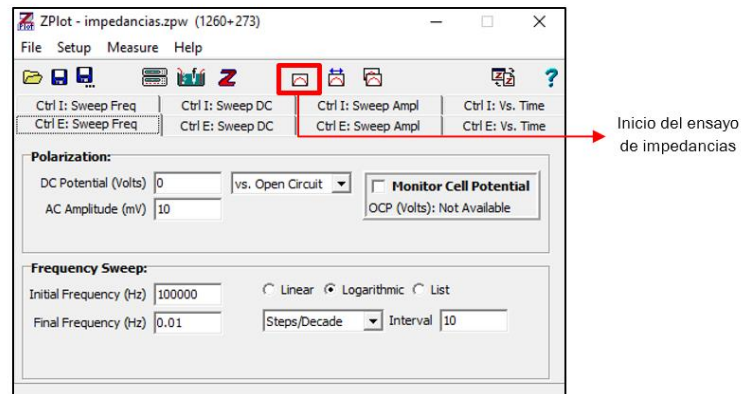 ZPlot - impedancias.zpw (1260+273)
File Setup Measure Help
Ctrl I: Sweep Freq Ctrl I: Sweep DC Ctrl I: Sweep Ampl Ctrl I: Vs. Time
Ctrl E: Sweep Freq Ctrl E: Sweep DC Ctrl E: Sweep Ampl Ctrl E: Vs. Time
Inicio del ensayo
de impedancias
Polarization:
DC Potential (Volts) 0 vs. Open Circuit Monitor Cell Potential
AC Amplitude (mV) 10 OCP (Volts): Not Available
Frequency Sweep:
Initial Frequency (Hz) 100000 Linear Logarithmic List
Final Frequency (Hz) 0.01 Steps/Decade Interval 10